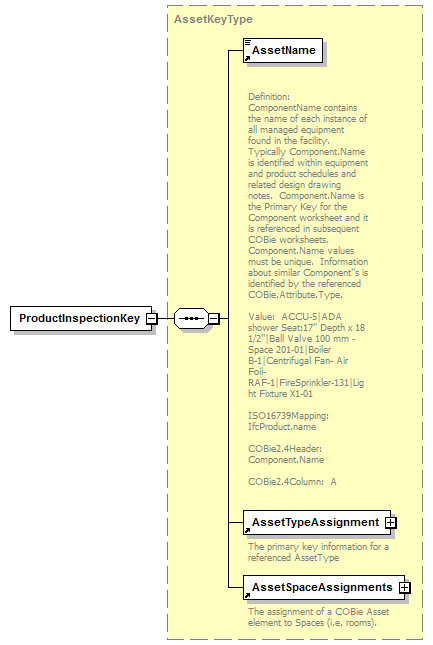 AssetKeyType
AssetName
Definition:
ComponentName contains
the name of each instance of
all managed equipment
found in the facility.
Typically Component.Name
is identified within equipment
and product schedules and
related design drawing
notes.  Component.Name is
the Primary Key for the
Component worksheet and it
is referenced in subsequent
COBie worksheets.
Component.Name values
must be unique.  Information
about similar Component"s is
identified by the referenced
COBie.Attribute.Type.
Value:  ACCU-5|ADA
shower Seat:17" Depth x 18
1/2"|Ball Valve 100 mm -
Space 201-01|Boiler
B-1|Centrifugal Fan- Air
Foil-
RAF-1|FireSprinkler-131|Lig
ht Fixture X1-01
ISO16739Mapping:
IfcProduct.name
COBie2.4Header:
Component.Name
COBie2.4Column:  A
ProductInspectionKey
AssetTypeAssignment
The primary key information for a
referenced AssetType
AssetSpaceAssignments
The assignment of a COBie Asset
element to Spaces (i.e. rooms).